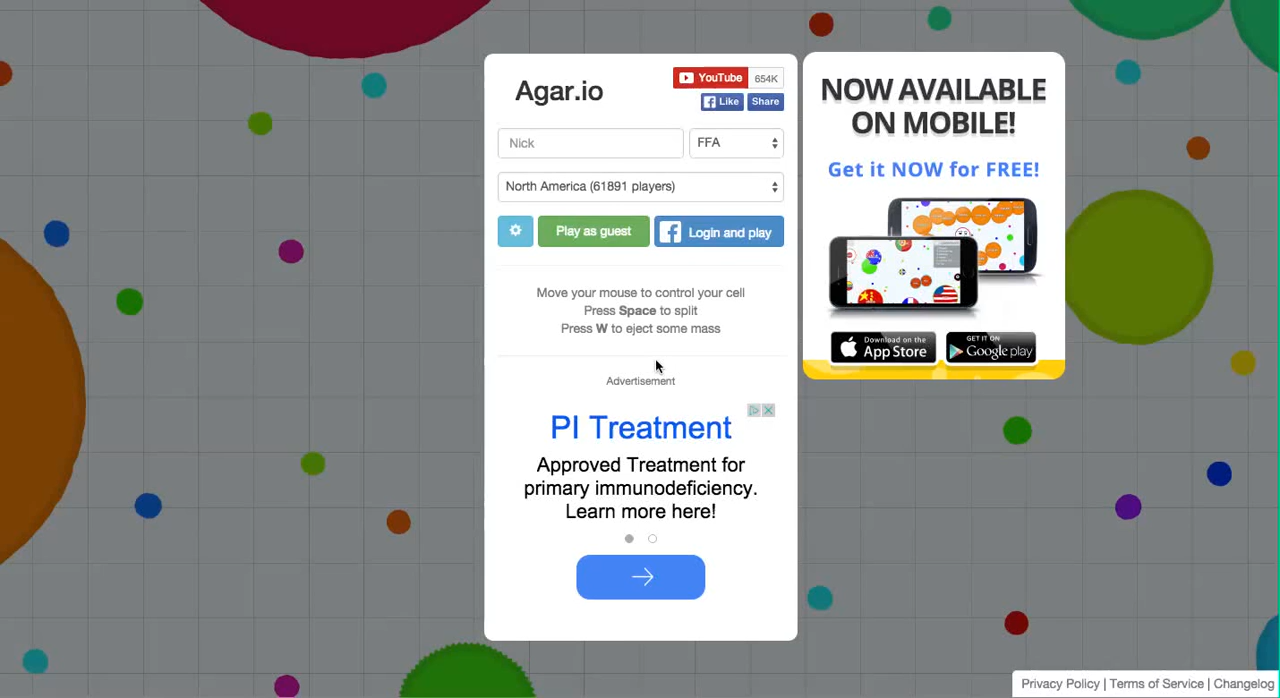 Agar.io
YouTube 654K
Like Share
Nick
FFA
North America (61891 players)
Play as guest
Login and play
Move your mouse to control your cell
Press Space to split
Press W to eject some mass
Advertisement
PI Treatment
Approved Treatment for
primary immunodeficiency.
Learn more here!
NOW AVAILABLE
ON MOBILE!
Get it NOW for FREE!
Download on the
App Store
GET IT ON
Google play
Privacy Policy | Terms of Service | Changelog